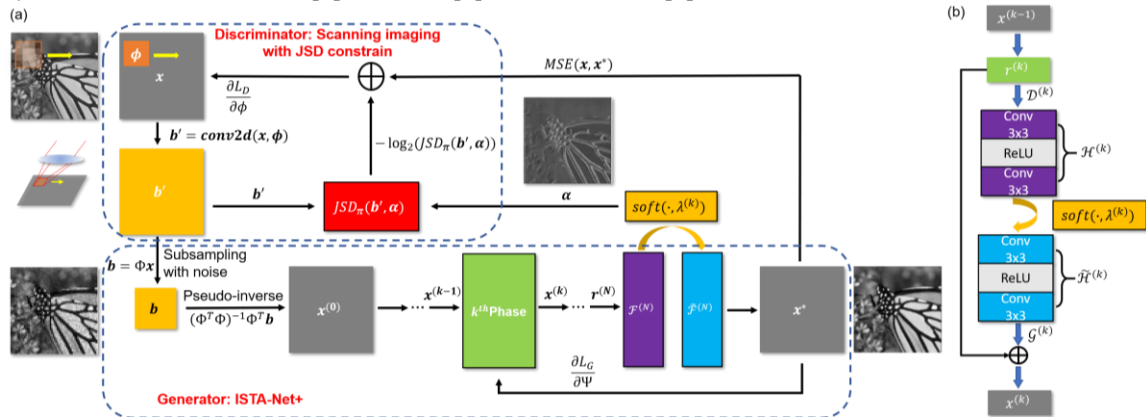 (a)
Discriminator: Scanning imaging
with JSD constrain
ϕ
x
∂L_D
∂ϕ
MSE(x, x*)
b′ = conv2d(x, ϕ)
− log₂(JSD_π(b′, α))
b′
b′
JSD_π(b′, α)
α
soft(·, λ^(k))
b = Φx
Subsampling
with noise
b
Pseudo-inverse
(Φ^TΦ)^−1Φ^Tb
x^(0)
⋯
x^(k−1)
k^th Phase
x^(k)
⋯
r^(N)
ℱ^(N)
ℱ̃^(N)
x*
∂L_G
∂Ψ
Generator: ISTA-Net+
(b)
x^(k−1)
r^(k)
𝒟^(k)
Conv
3x3
ReLU
Conv
3x3
ℋ^(k)
soft(·, λ^(k))
Conv
3x3
ReLU
Conv
3x3
ℋ̃^(k)
𝒢^(k)
x^(k)